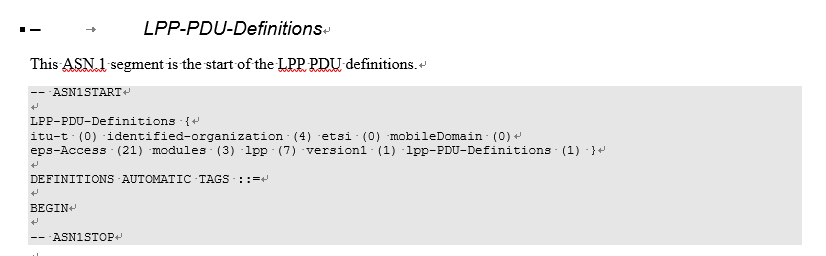 – → LPP-PDU-Definitions
This ASN.1 segment is the start of the LPP PDU definitions.
-- ASN1START
LPP-PDU-Definitions {
itu-t (0) identified-organization (4) etsi (0) mobileDomain (0)
eps-Access (21) modules (3) lpp (7) version1 (1) lpp-PDU-Definitions (1) }
DEFINITIONS AUTOMATIC TAGS ::=
BEGIN
-- ASN1STOP